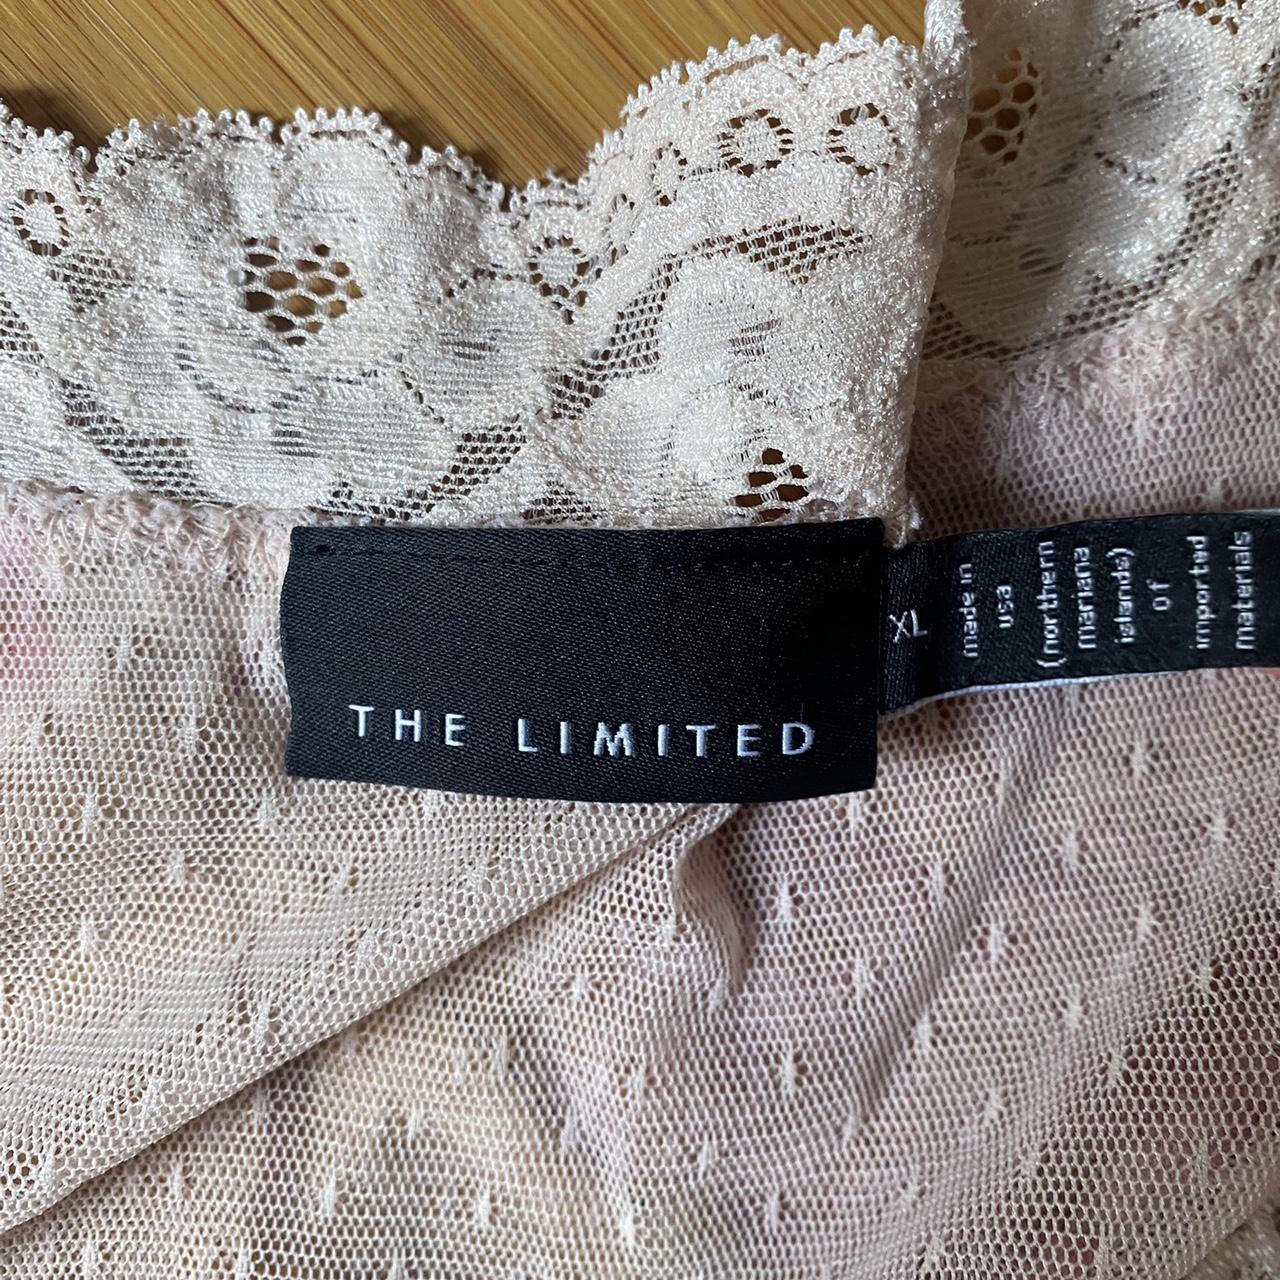 THE LIMITED
XL
made in
usa
(northern
mariana
islands)
of
imported
materials